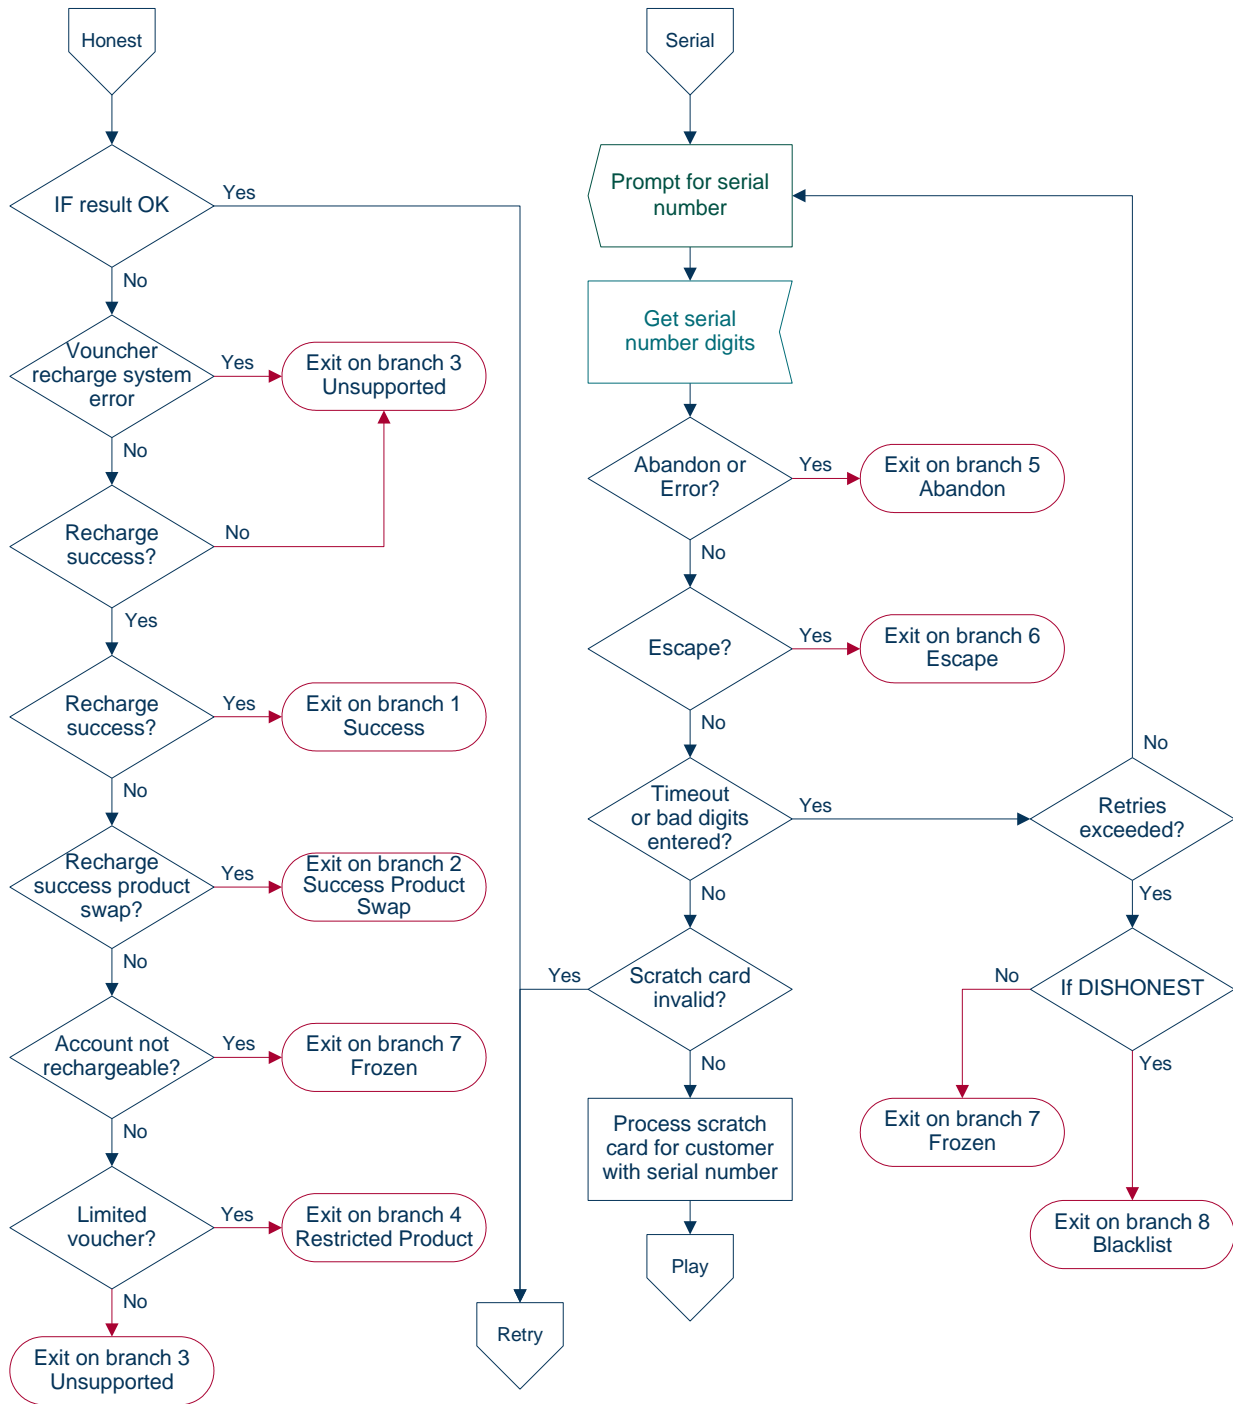 Honest
IF result OK
Yes
No
Vouncher
recharge system
error
Yes
Exit on branch 3
Unsupported
No
Recharge
success?
No
Yes
Recharge
success?
Yes
Exit on branch 1
Success
No
Recharge
success product
swap?
Yes
Exit on branch 2
Success Product
Swap
No
Account not
rechargeable?
Yes
Exit on branch 7
Frozen
No
Limited
voucher?
Yes
Exit on branch 4
Restricted Product
No
Exit on branch 3
Unsupported
Retry
Serial
Prompt for serial
number
Get serial
number digits
Abandon or
Error?
Yes
Exit on branch 5
Abandon
No
Escape?
Yes
Exit on branch 6
Escape
No
Timeout
or bad digits
entered?
Yes
No
Retries
exceeded?
No
Yes
Scratch card
invalid?
Yes
No
If DISHONEST
No
Yes
Process scratch
card for customer
with serial number
Exit on branch 7
Frozen
Exit on branch 8
Blacklist
Play